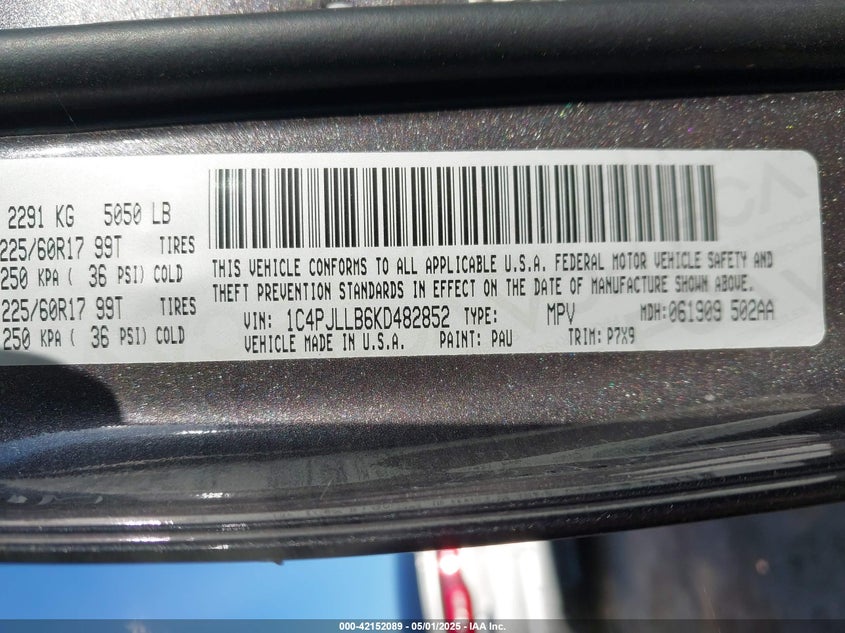 2291 KG 5050 LB
225/60R17 99T TIRES
250 KPA ( 36 PSI) COLD
225/60R17 99T TIRES
250 KPA ( 36 PSI) COLD
THIS VEHICLE CONFORMS TO ALL APPLICABLE U.S.A. FEDERAL MOTOR VEHICLE SAFETY AND
THEFT PREVENTION STANDARDS IN EFFECT ON THE DATE OF MANUFACTURE SHOWN ABOVE.
VIN: 1C4PJLLB6KD482852 TYPE: MPV MDH:061909 502AA
VEHICLE MADE IN U.S.A. PAINT: PAU TRIM: P7X9
000-42152089 - 05/01/2025 - IAA Inc.